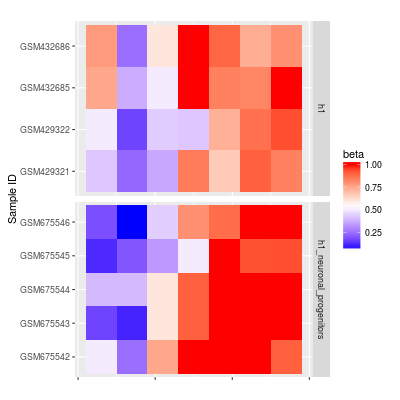 GSM432686
GSM432685
GSM429322
GSM429321
h1
GSM675546
GSM675545
GSM675544
GSM675543
GSM675542
h1_neuronal_progenitors
Sample ID
beta
1.00
0.75
0.50
0.25